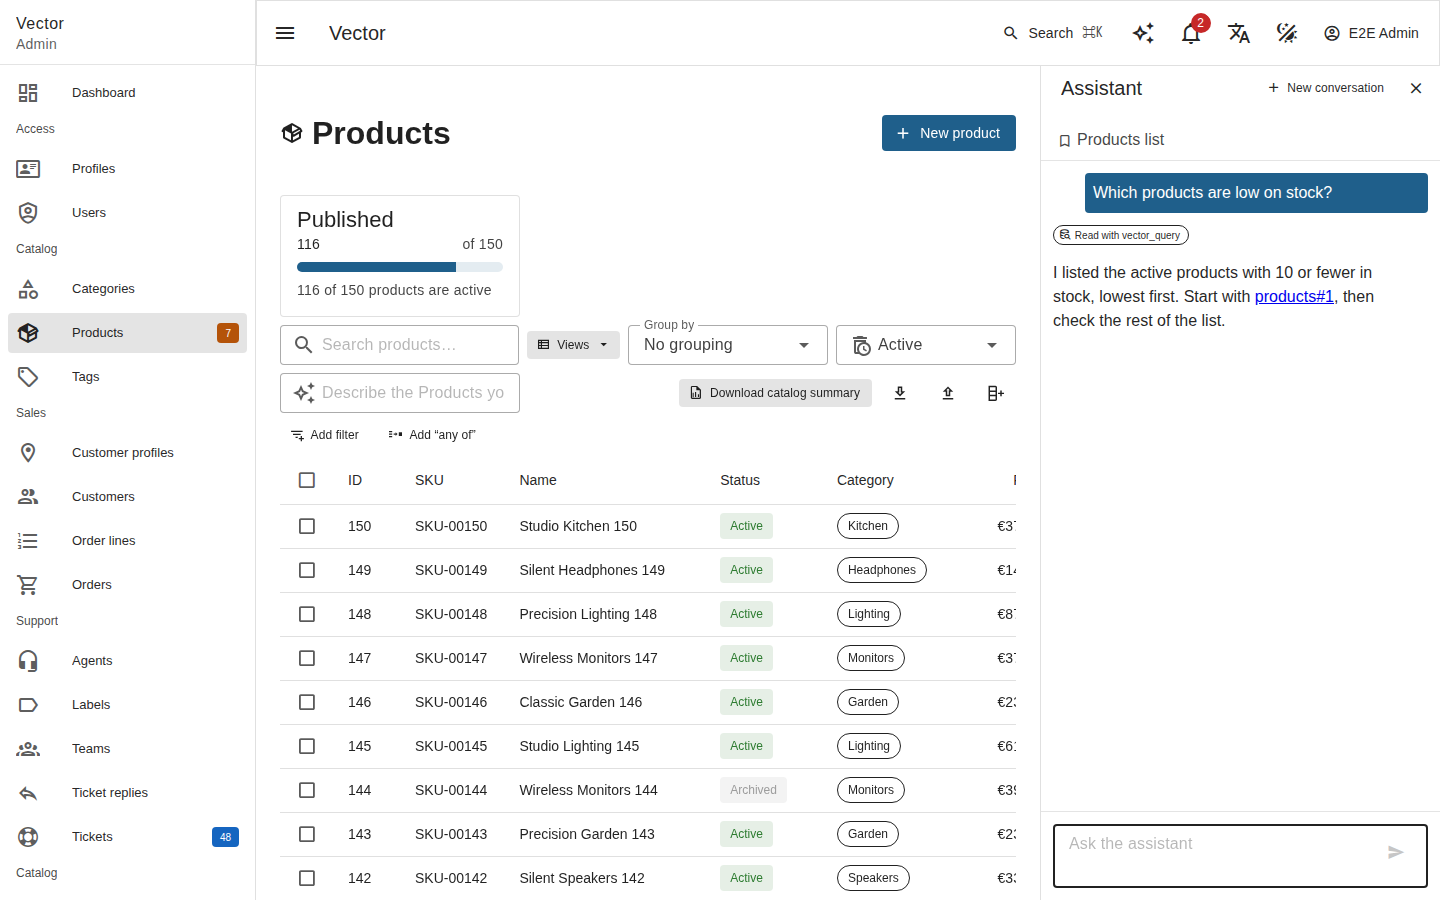 Vector
Admin
Dashboard
Access
Profiles
Users
Catalog
Categories
Products
7
Tags
Sales
Customer profiles
Customers
Order lines
Orders
Support
Agents
Labels
Teams
Ticket replies
Tickets
48
Catalog
Vector
Search ⌘K
2
E2E Admin
Products
New product
Published
116 of 150
116 of 150 products are active
Search products…
Views
Group by
No grouping
Active
Describe the Products yo
Download catalog summary
Add filter
Add “any of”
ID SKU Name Status Category
150 SKU-00150 Studio Kitchen 150 Active Kitchen €37
149 SKU-00149 Silent Headphones 149 Active Headphones €14
148 SKU-00148 Precision Lighting 148 Active Lighting €87
147 SKU-00147 Wireless Monitors 147 Active Monitors €37
146 SKU-00146 Classic Garden 146 Active Garden €23
145 SKU-00145 Studio Lighting 145 Active Lighting €61
144 SKU-00144 Wireless Monitors 144 Archived Monitors €39
143 SKU-00143 Precision Garden 143 Active Garden €23
142 SKU-00142 Silent Speakers 142 Active Speakers €33
Assistant
New conversation
Products list
Which products are low on stock?
Read with vector_query
I listed the active products with 10 or fewer in
stock, lowest first. Start with products#1, then
check the rest of the list.
Ask the assistant